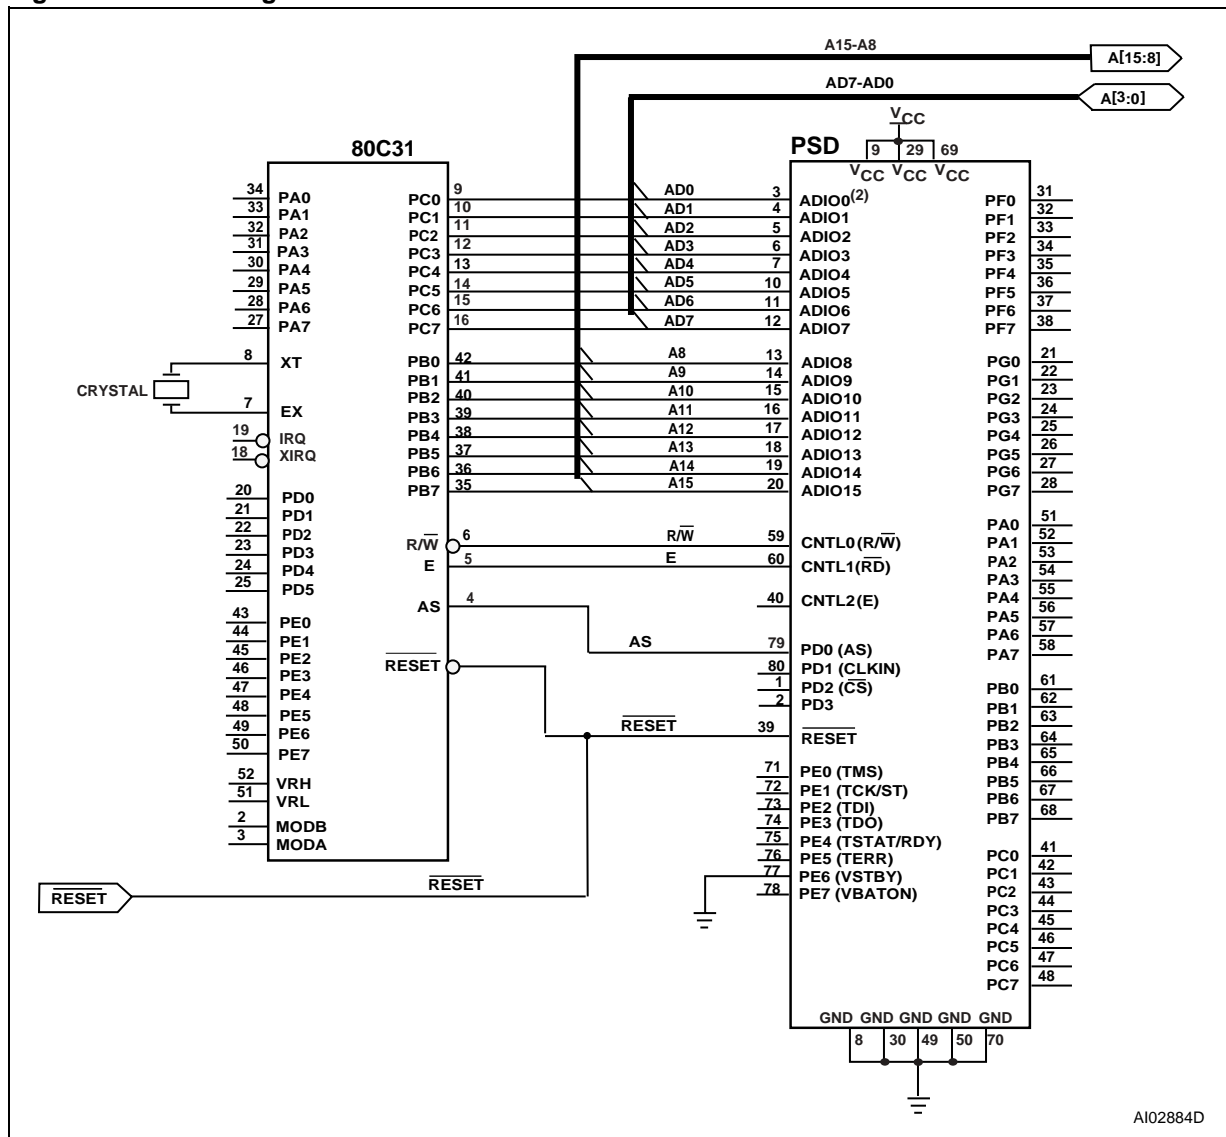 A15-A8
A[15:8]
AD7-AD0
A[3:0]
VCC
80C31
PSD
9 29 69
VCC VCC VCC
34 PA0
33 PA1
32 PA2
31 PA3
30 PA4
29 PA5
28 PA6
27 PA7
8 XT
CRYSTAL
7 EX
19 IRQ
18 XIRQ
20 PD0
21 PD1
22 PD2
23 PD3
24 PD4
25 PD5
43 PE0
44 PE1
45 PE2
46 PE3
47 PE4
48 PE5
49 PE6
50 PE7
52 VRH
51 VRL
2 MODB
3 MODA
PC0 9 AD0 3 ADIO0(2)
PC1 10 AD1 4 ADIO1
PC2 11 AD2 5 ADIO2
PC3 12 AD3 6 ADIO3
PC4 13 AD4 7 ADIO4
PC5 14 AD5 10 ADIO5
PC6 15 AD6 11 ADIO6
PC7 16 AD7 12 ADIO7
PB0 42 A8 13 ADIO8
PB1 41 A9 14 ADIO9
PB2 40 A10 15 ADIO10
PB3 39 A11 16 ADIO11
PB4 38 A12 17 ADIO12
PB5 37 A13 18 ADIO13
PB6 36 A14 19 ADIO14
PB7 35 A15 20 ADIO15
R/W̅ 6 R/W̅ 59 CNTL0(R/W̅)
E 5 E 60 CNTL1(R̅D̅)
40 CNTL2(E)
AS 4 AS 79 PD0 (AS)
80 PD1 (CLKIN)
1 PD2 (C̅S̅)
2 PD3
R̅E̅S̅E̅T̅ R̅E̅S̅E̅T̅ 39 R̅E̅S̅E̅T̅
71 PE0 (TMS)
72 PE1 (TCK/ST)
73 PE2 (TDI)
74 PE3 (TDO)
75 PE4 (TSTAT/RDY)
76 PE5 (TERR)
77 PE6 (VSTBY)
78 PE7 (VBATON)
R̅E̅S̅E̅T̅ R̅E̅S̅E̅T̅
PF0 31
PF1 32
PF2 33
PF3 34
PF4 35
PF5 36
PF6 37
PF7 38
PG0 21
PG1 22
PG2 23
PG3 24
PG4 25
PG5 26
PG6 27
PG7 28
PA0 51
PA1 52
PA2 53
PA3 54
PA4 55
PA5 56
PA6 57
PA7 58
PB0 61
PB1 62
PB2 63
PB3 64
PB4 65
PB5 66
PB6 67
PB7 68
PC0 41
PC1 42
PC2 43
PC3 44
PC4 45
PC5 46
PC6 47
PC7 48
GND GND GND GND GND
8 30 49 50 70
AI02884D